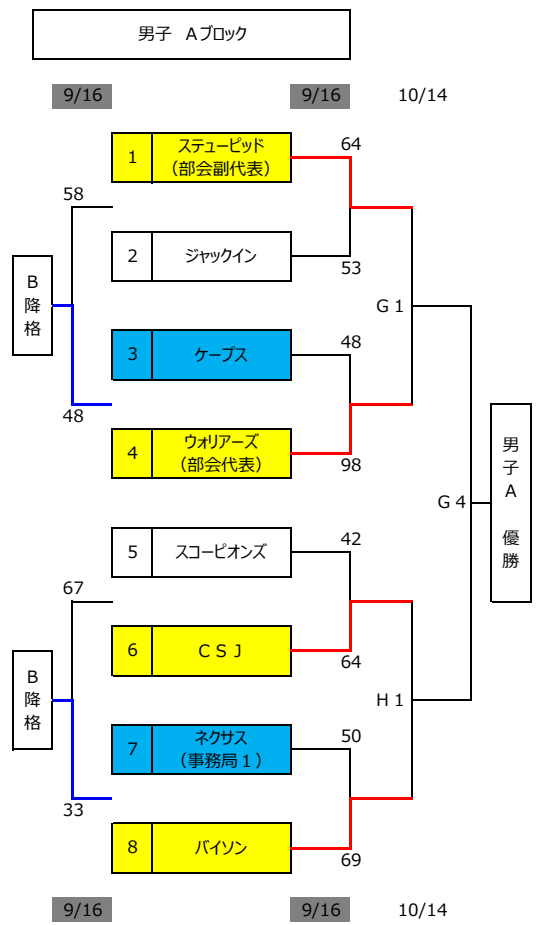 男子 Aブロック
9/16 9/16 10/14
1 ステューピッド
(部会副代表)
64
58
2 ジャックイン
53
B
降
格
G1
3 ケープス
48
48
4 ウォリアーズ
(部会代表)
98
男
子
A
優
勝
G4
5 スコーピオンズ
42
67
6 CSJ
64
B
降
格
H1
7 ネクサス
(事務局1)
50
33
8 バイソン
69
9/16 9/16 10/14